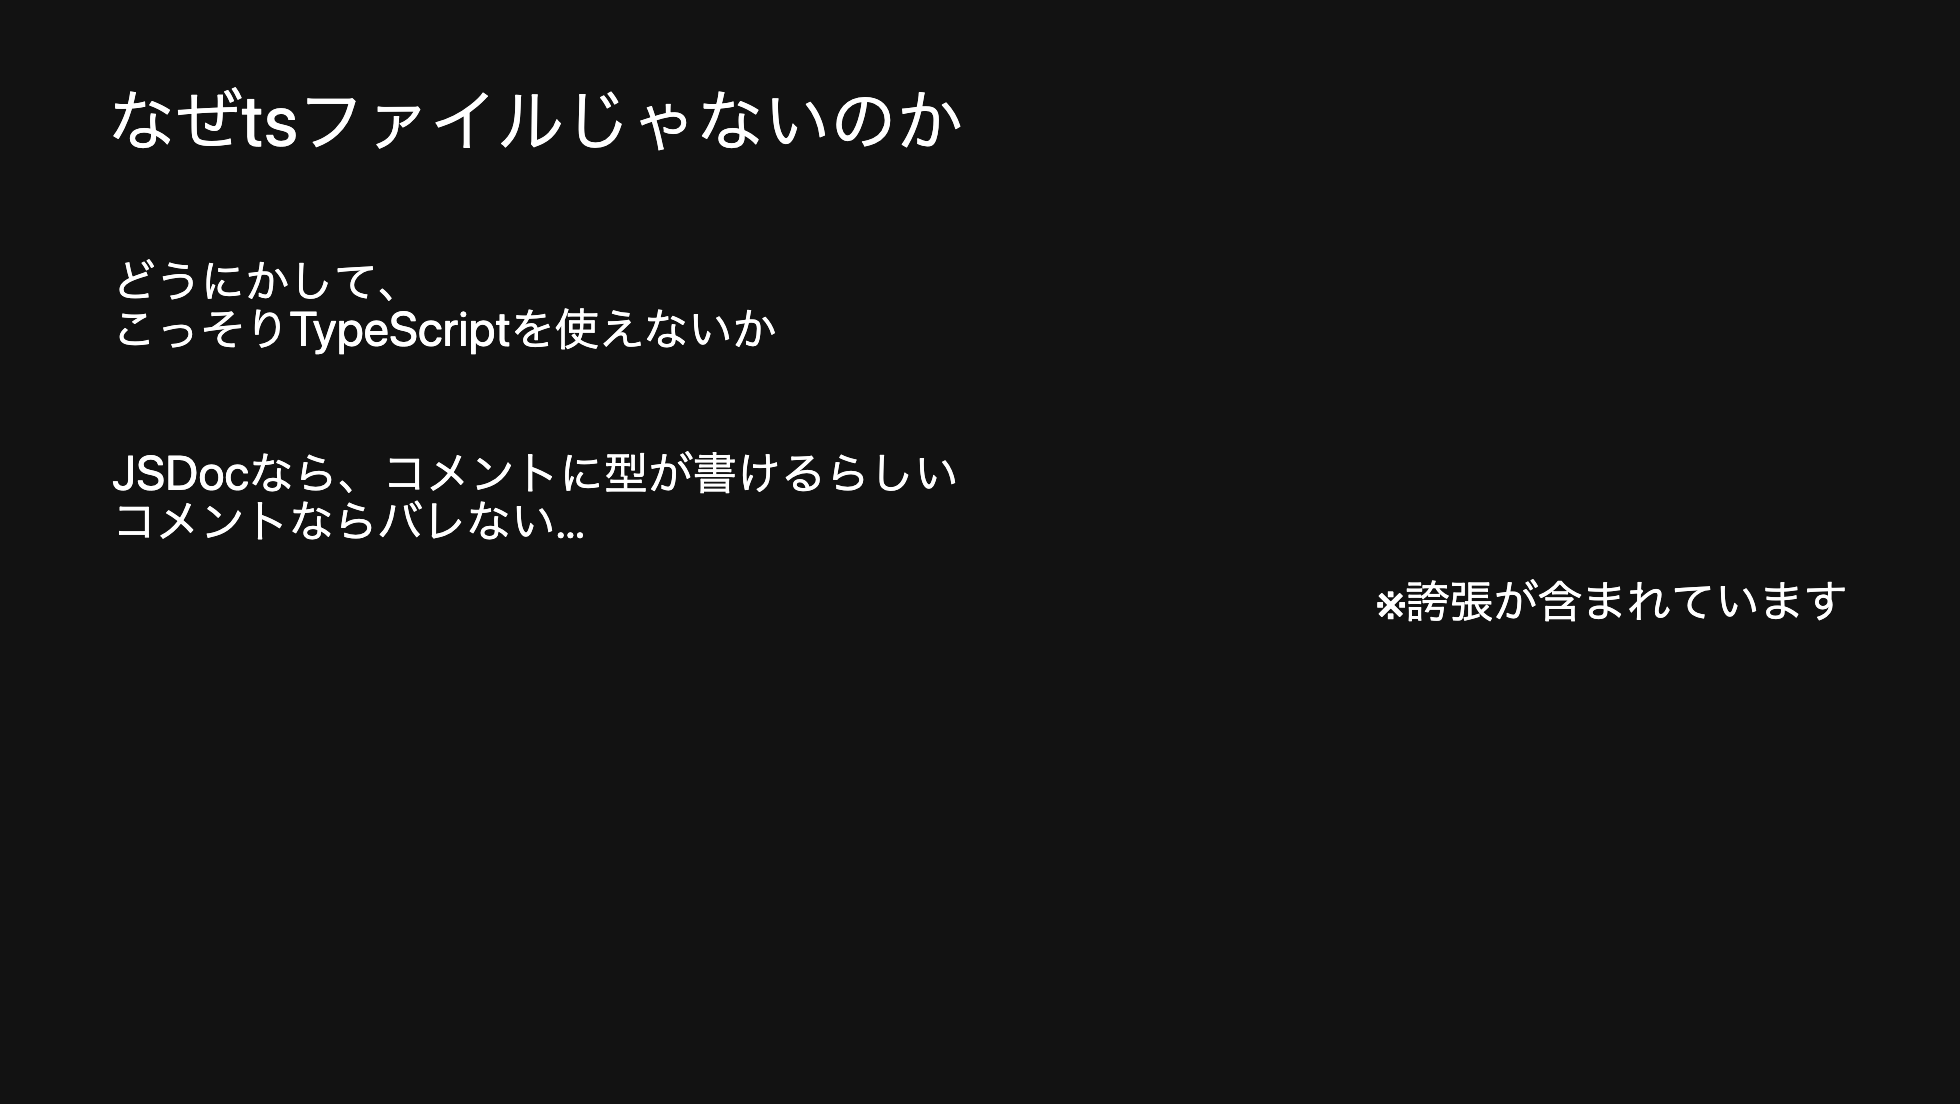 なぜtsファイルじゃないのか
どうにかして、
こっそりTypeScriptを使えないか
JSDocなら、コメントに型が書けるらしい
コメントならバレない...
※誇張が含まれています